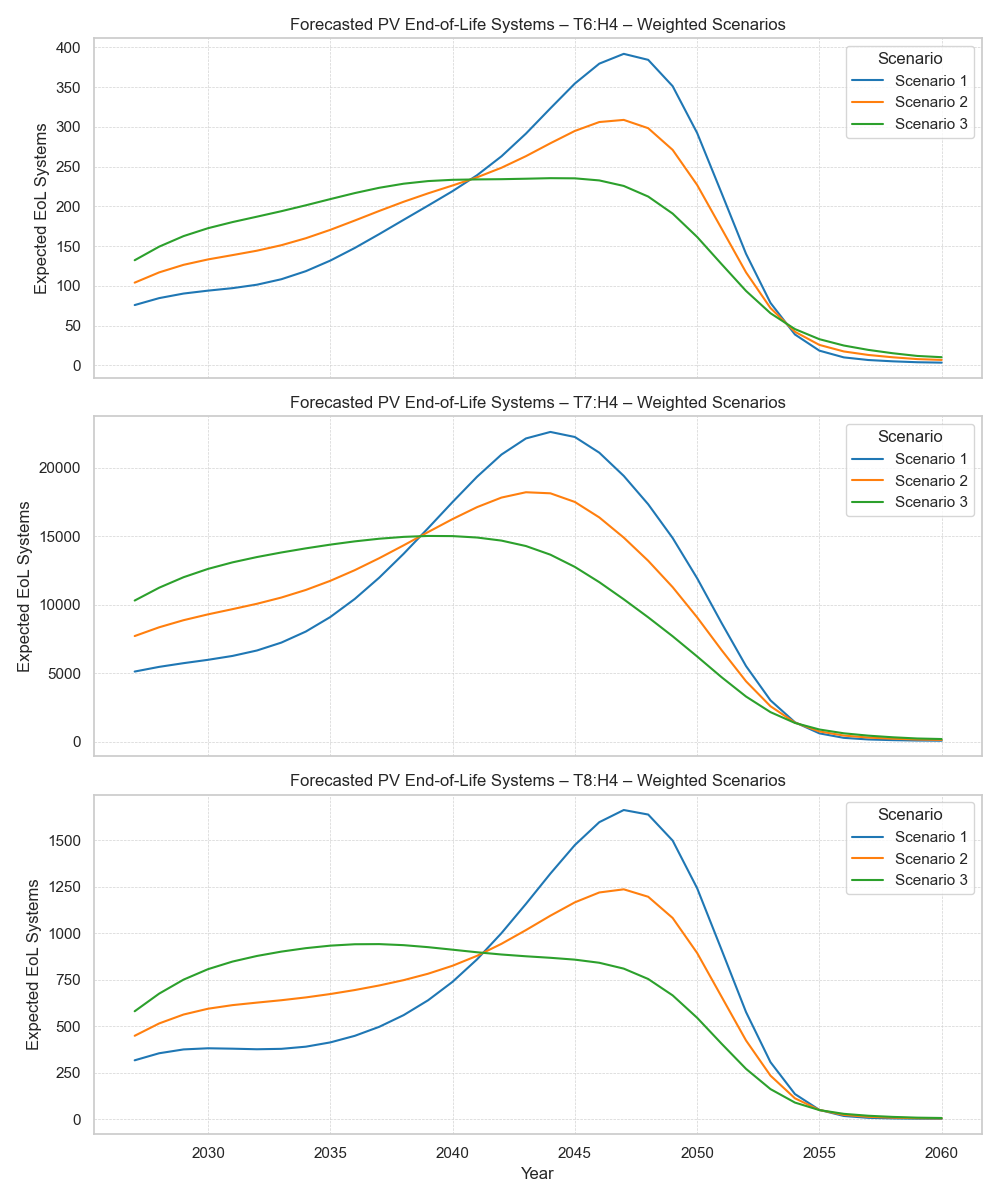 Forecasted PV End-of-Life Systems – T6:H4 – Weighted Scenarios
Expected EoL Systems
400
350
300
250
200
150
100
50
0
Scenario
Scenario 1
Scenario 2
Scenario 3
Forecasted PV End-of-Life Systems – T7:H4 – Weighted Scenarios
Expected EoL Systems
20000
15000
10000
5000
0
Scenario
Scenario 1
Scenario 2
Scenario 3
Forecasted PV End-of-Life Systems – T8:H4 – Weighted Scenarios
Expected EoL Systems
1500
1250
1000
750
500
250
0
Scenario
Scenario 1
Scenario 2
Scenario 3
2030 2035 2040 2045 2050 2055 2060
Year